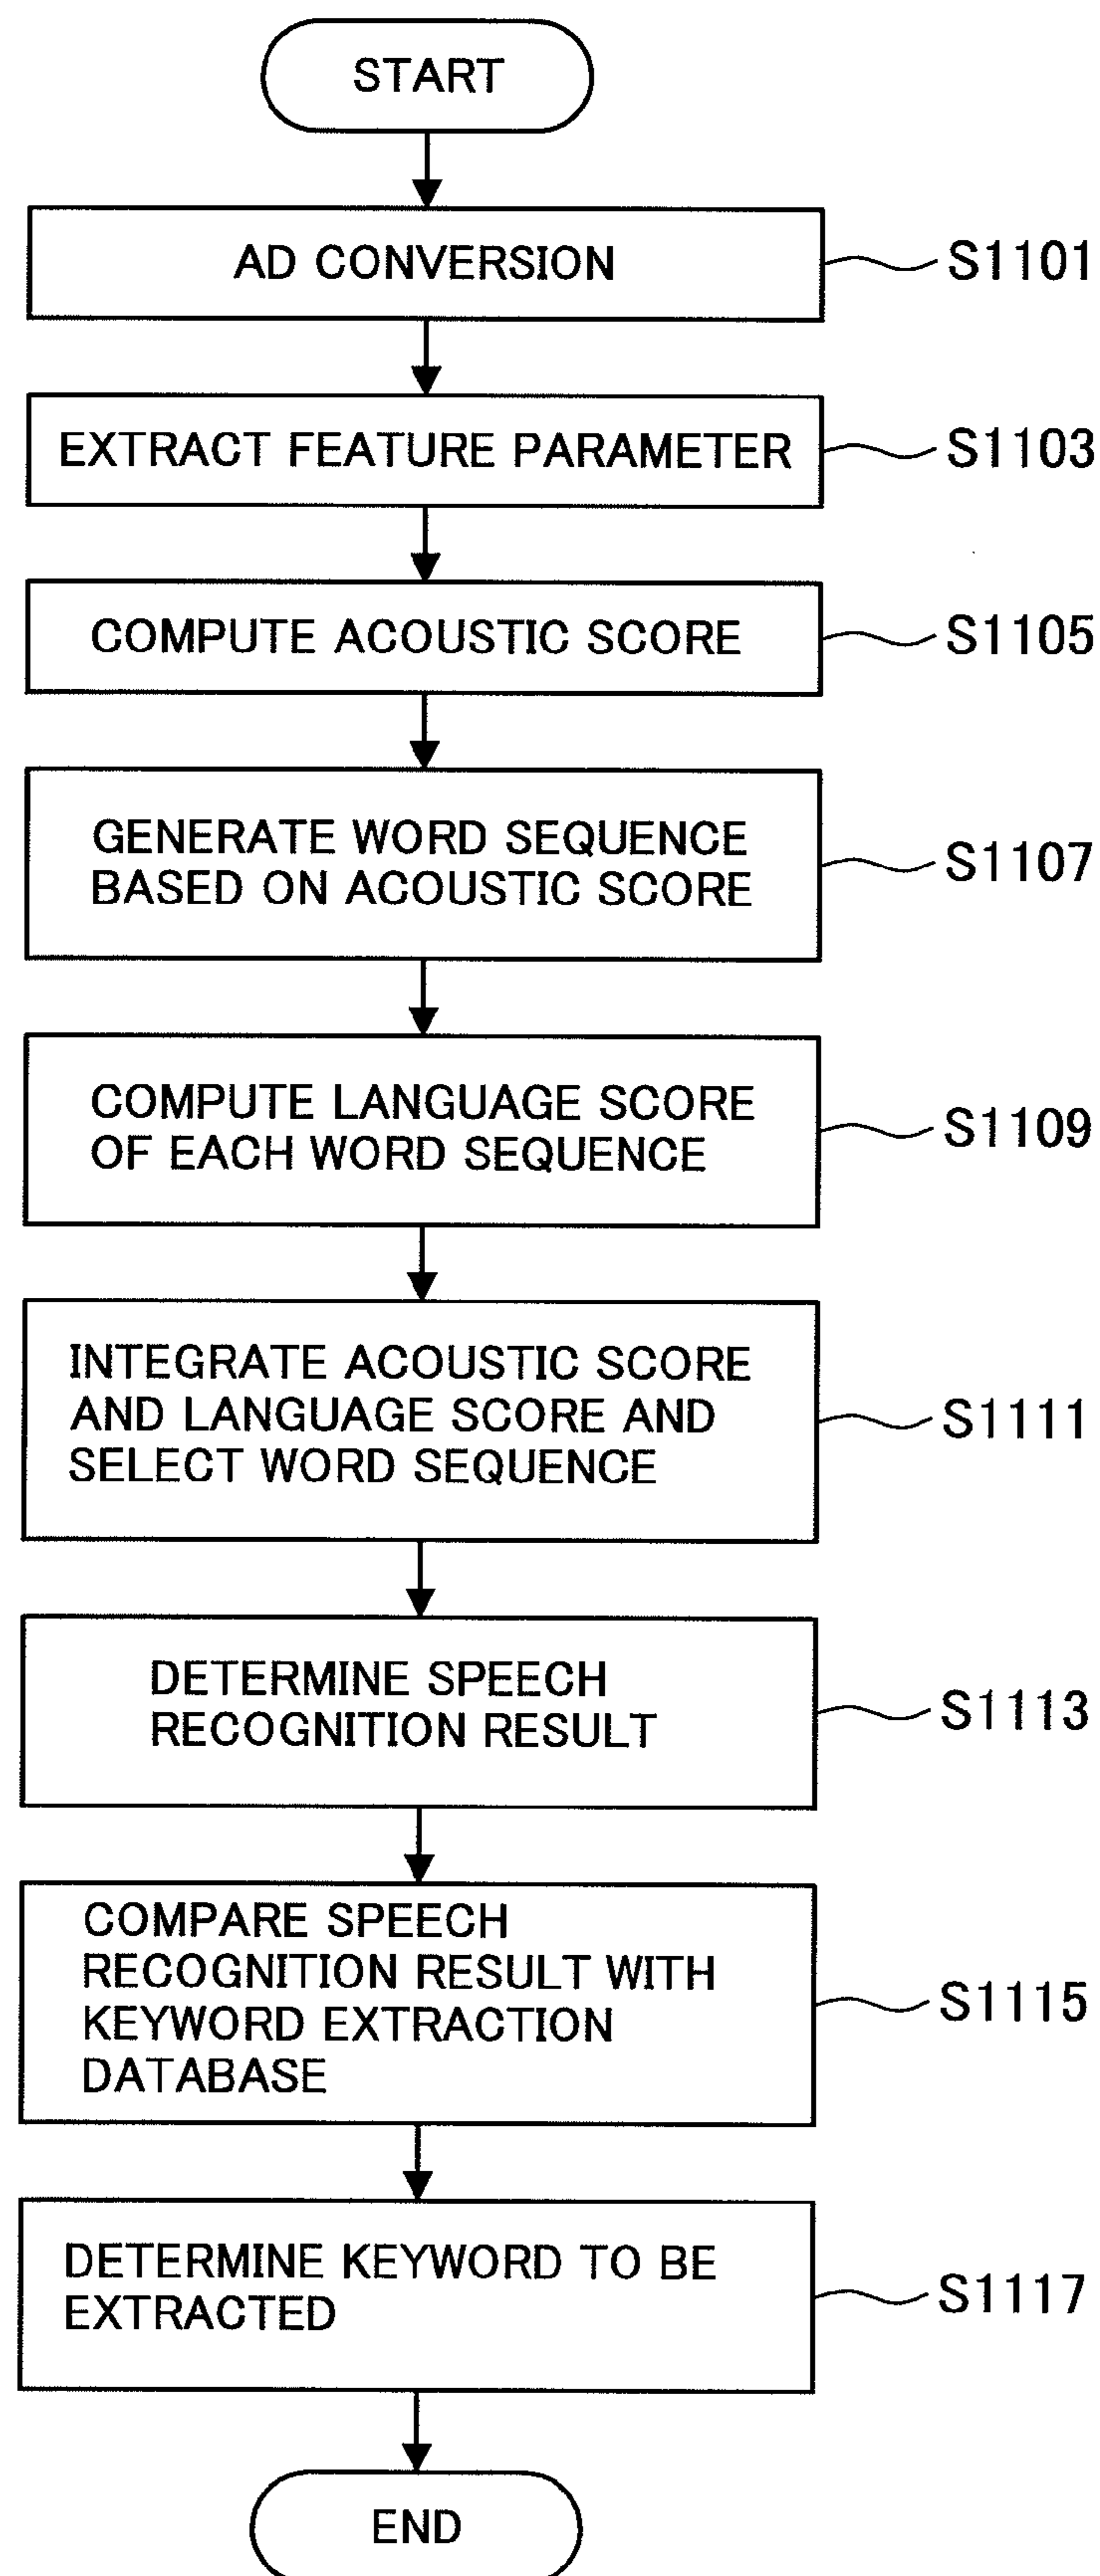 START
AD CONVERSION
S1101
EXTRACT FEATURE PARAMETER
S1103
COMPUTE ACOUSTIC SCORE
S1105
GENERATE WORD SEQUENCE
BASED ON ACOUSTIC SCORE
S1107
COMPUTE LANGUAGE SCORE
OF EACH WORD SEQUENCE
S1109
INTEGRATE ACOUSTIC SCORE
AND LANGUAGE SCORE AND
SELECT WORD SEQUENCE
S1111
DETERMINE SPEECH
RECOGNITION RESULT
S1113
COMPARE SPEECH
RECOGNITION RESULT WITH
KEYWORD EXTRACTION
DATABASE
S1115
DETERMINE KEYWORD TO BE
EXTRACTED
S1117
END